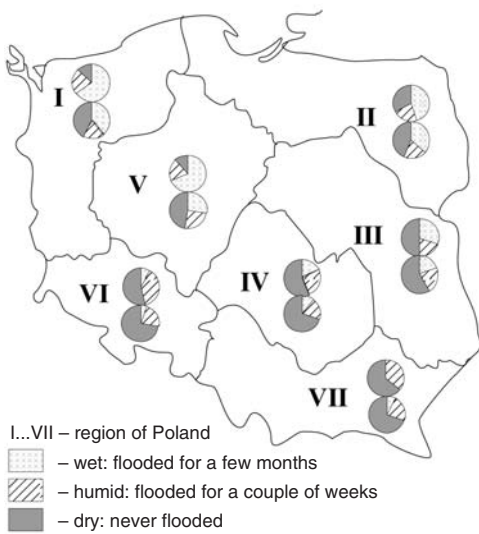 I
II
V
III
VI
IV
VII
I...VII – region of Poland
– wet: flooded for a few months
– humid: flooded for a couple of weeks
– dry: never flooded